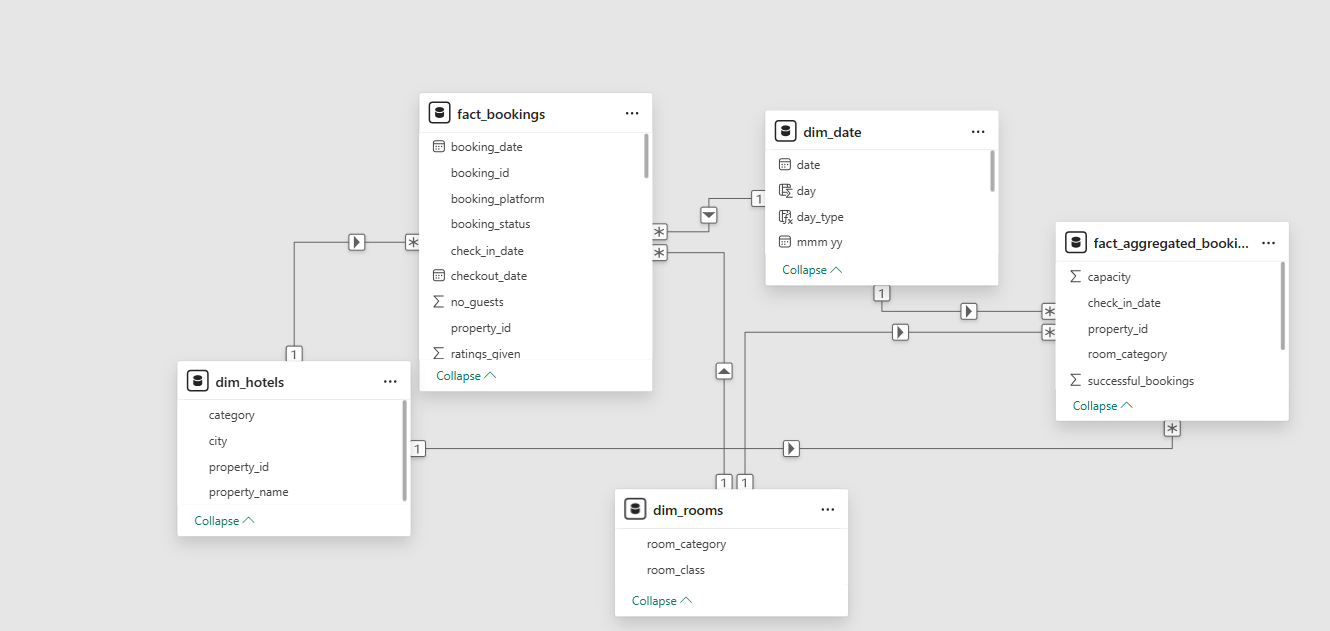 fact_bookings
booking_date
booking_id
booking_platform
booking_status
check_in_date
checkout_date
no_guests
property_id
ratings_given
Collapse
dim_date
date
day
day_type
mmm yy
Collapse
fact_aggregated_booki...
capacity
check_in_date
property_id
room_category
successful_bookings
Collapse
dim_hotels
category
city
property_id
property_name
Collapse
dim_rooms
room_category
room_class
Collapse
1
*
1
*
*
1
*
*
1
*
1
1